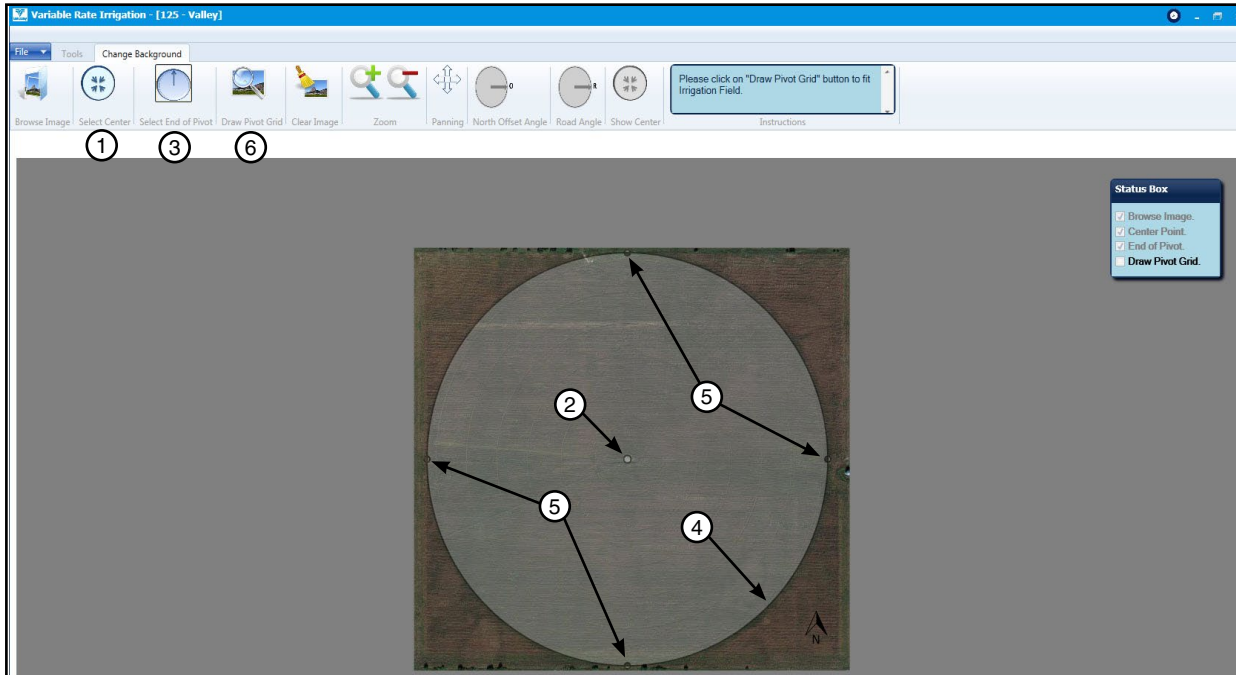 Variable Rate Irrigation - [125 - Valley]
File
Tools
Change Background
Please click on "Draw Pivot Grid" button to fit
Irrigation Field.
O
R
Browse Image
Select Center
Select End of Pivot
Draw Pivot Grid
Clear Image
Zoom
Panning
North Offset Angle
Road Angle
Show Center
Instructions
1
3
6
Status Box
Browse Image.
Center Point.
End of Pivot.
Draw Pivot Grid.
2
5
5
4
N